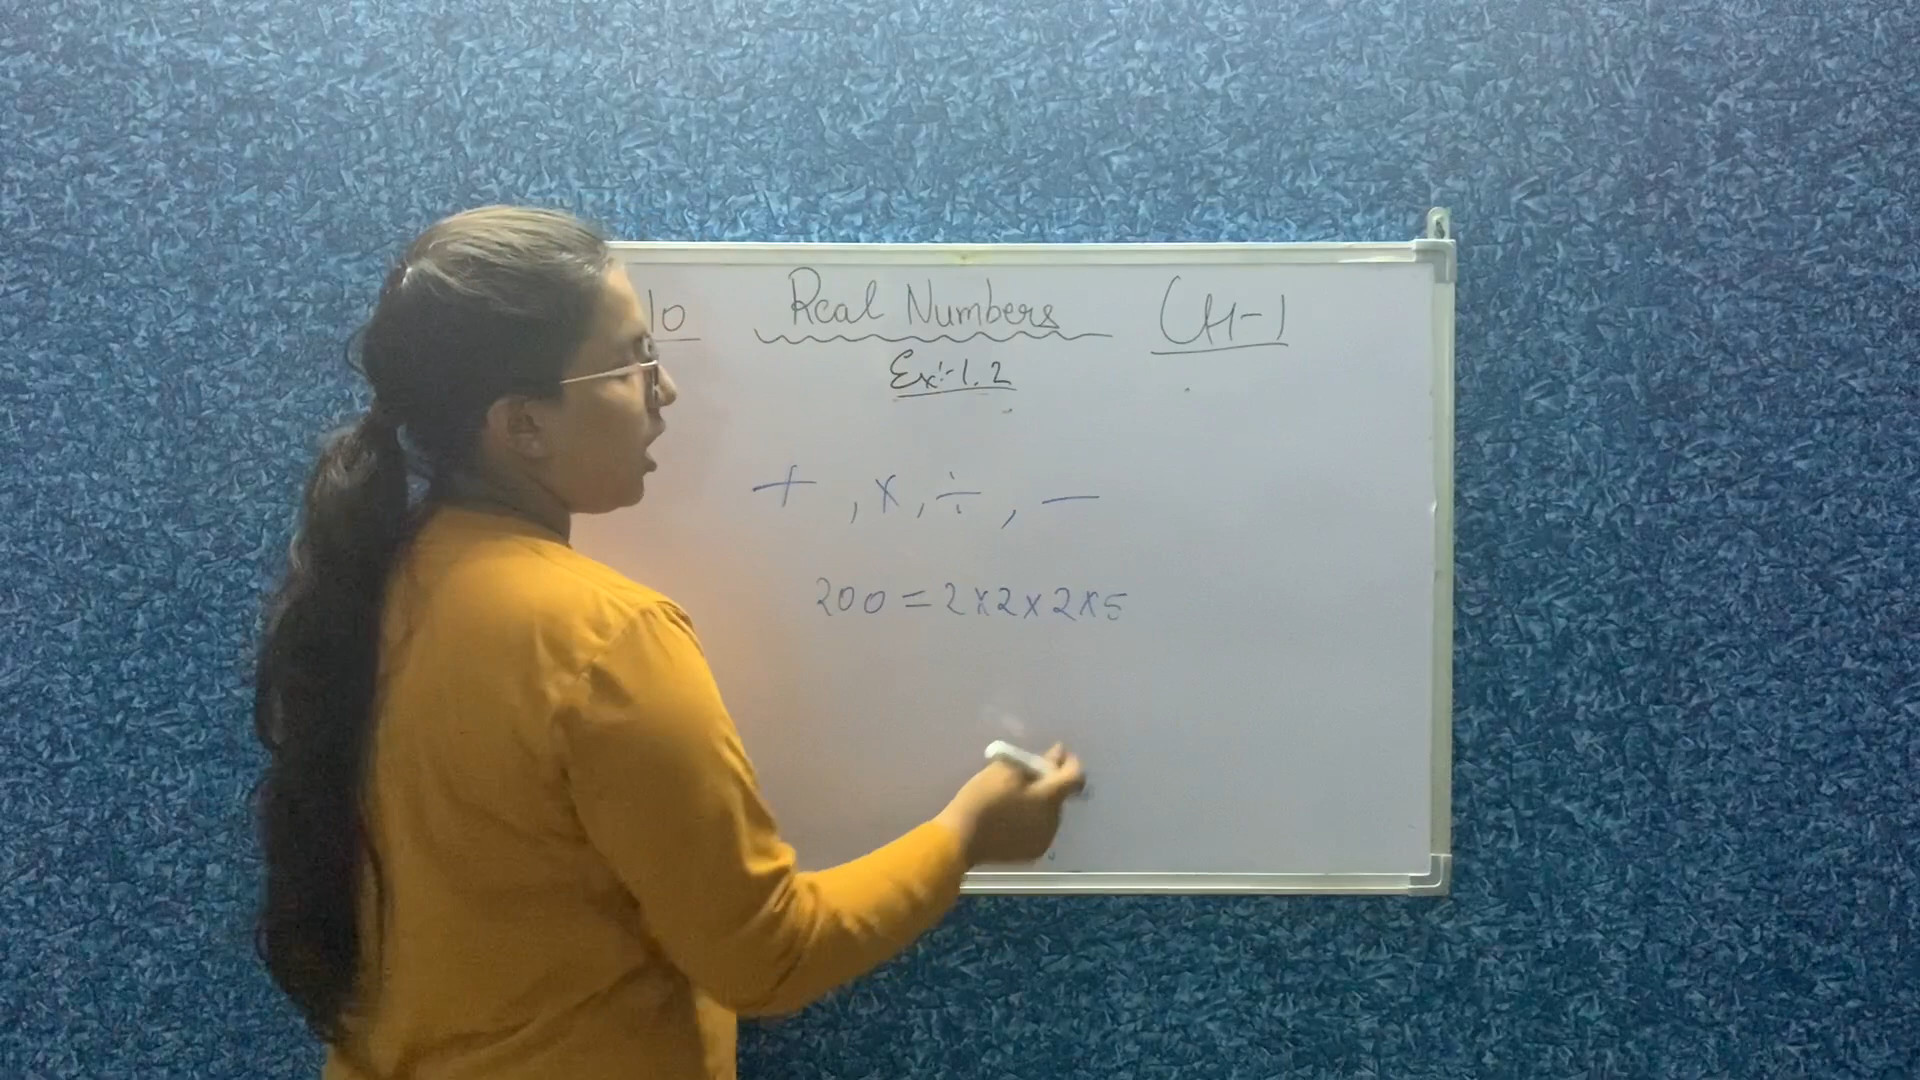 10 Real Numbers CH-1
Ex:-1.2
+, x, ÷, -
200 = 2x2x2x5